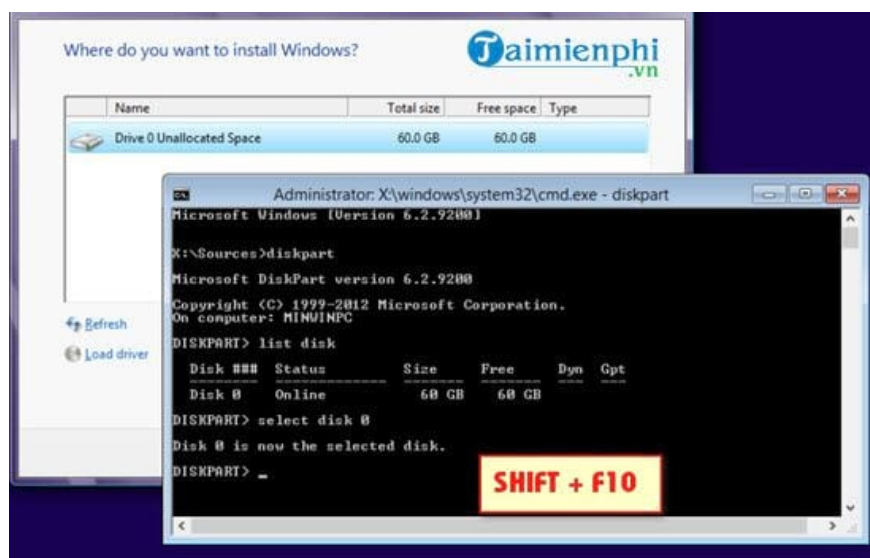 Where do you want to install Windows?
Taimienphi
.vn
Name Total size Free space Type
Drive 0 Unallocated Space 60.0 GB 60.0 GB
Administrator: X:\windows\system32\cmd.exe - diskpart
Microsoft Windows [Version 6.2.9200]
X:\Sources>diskpart
Microsoft DiskPart version 6.2.9200
Copyright (C) 1999-2012 Microsoft Corporation.
On computer: MINWINPC
Refresh
DISKPART> list disk
Load driver
Disk ### Status Size Free Dyn Gpt
Disk 0 Online 60 GB 60 GB
DISKPART> select disk 0
Disk 0 is now the selected disk.
DISKPART> _
SHIFT + F10